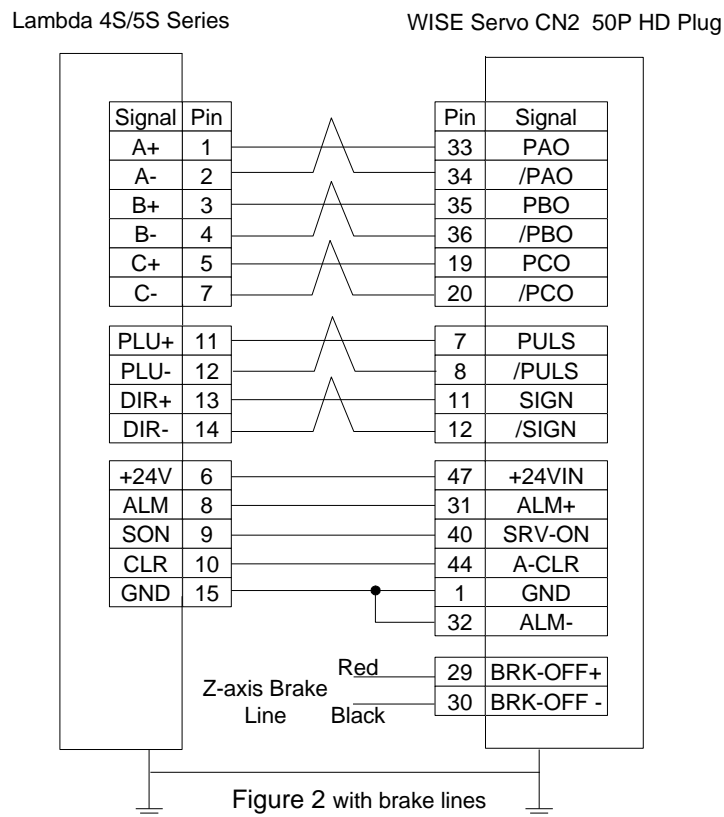 Lambda 4S/5S Series WISE Servo CN2 50P HD Plug
Signal Pin Pin Signal
A+ 1 33 PAO
A- 2 34 /PAO
B+ 3 35 PBO
B- 4 36 /PBO
C+ 5 19 PCO
C- 7 20 /PCO
PLU+ 11 7 PULS
PLU- 12 8 /PULS
DIR+ 13 11 SIGN
DIR- 14 12 /SIGN
+24V 6 47 +24VIN
ALM 8 31 ALM+
SON 9 40 SRV-ON
CLR 10 44 A-CLR
GND 15 1 GND
32 ALM-
Red 29 BRK-OFF+
Z-axis Brake
Line Black 30 BRK-OFF -
Figure 2 with brake lines